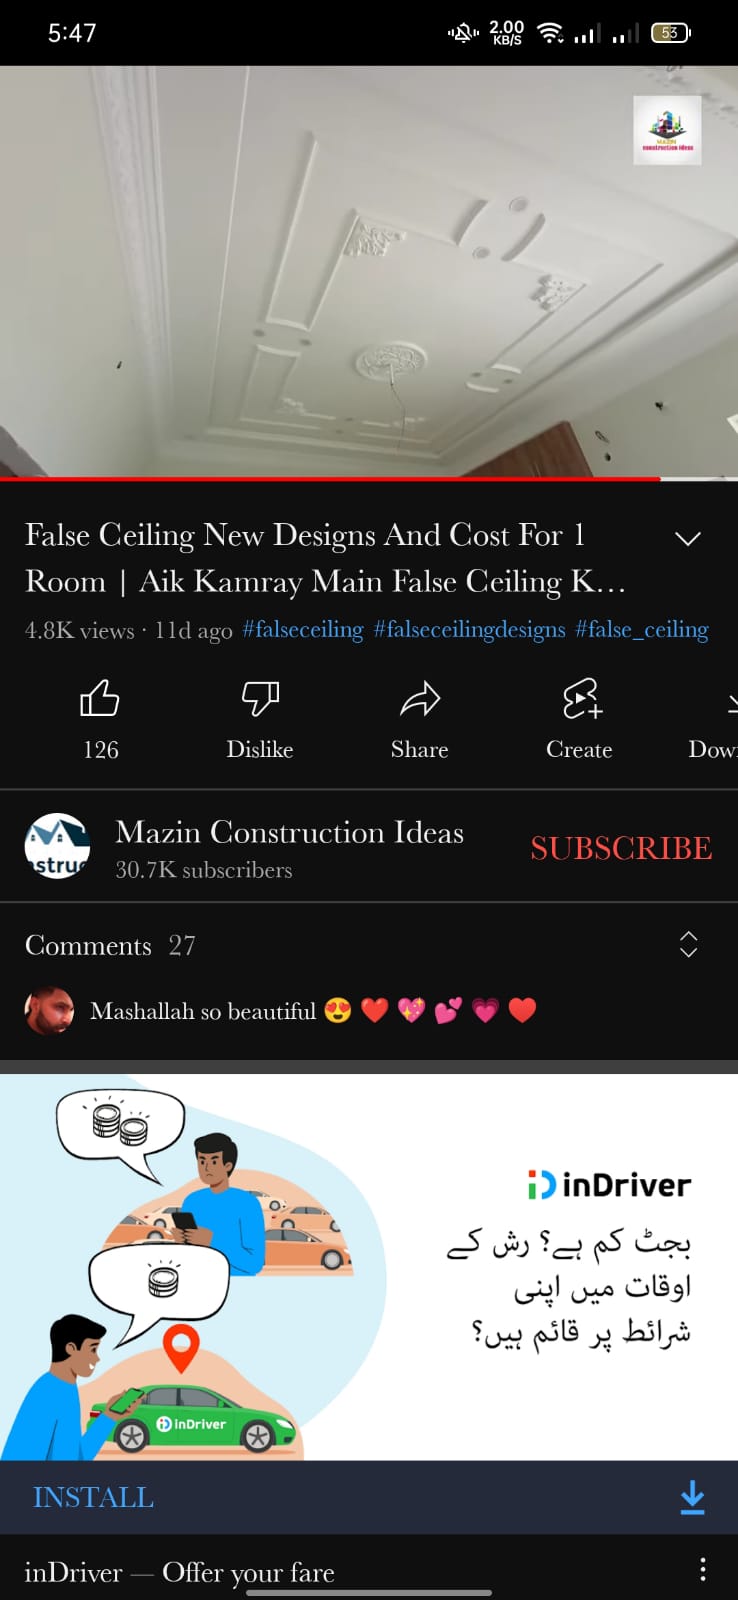 5:47
2.00
KB/S
53
MAZIN
construction ideas
False Ceiling New Designs And Cost For 1
Room | Aik Kamray Main False Ceiling K...
4.8K views · 11d ago #falseceiling #falseceilingdesigns #false_ceiling
126
Dislike
Share
Create
Dow
struc
Mazin Construction Ideas
30.7K subscribers
SUBSCRIBE
Comments 27
Mashallah so beautiful 😍 ❤️ 💖 💕 💗 ♥️
inDriver
بجٹ کم ہے؟ رش کے
اوقات میں اپنی
شرائط پر قائم ہیں؟
inDriver
INSTALL
inDriver — Offer your fare